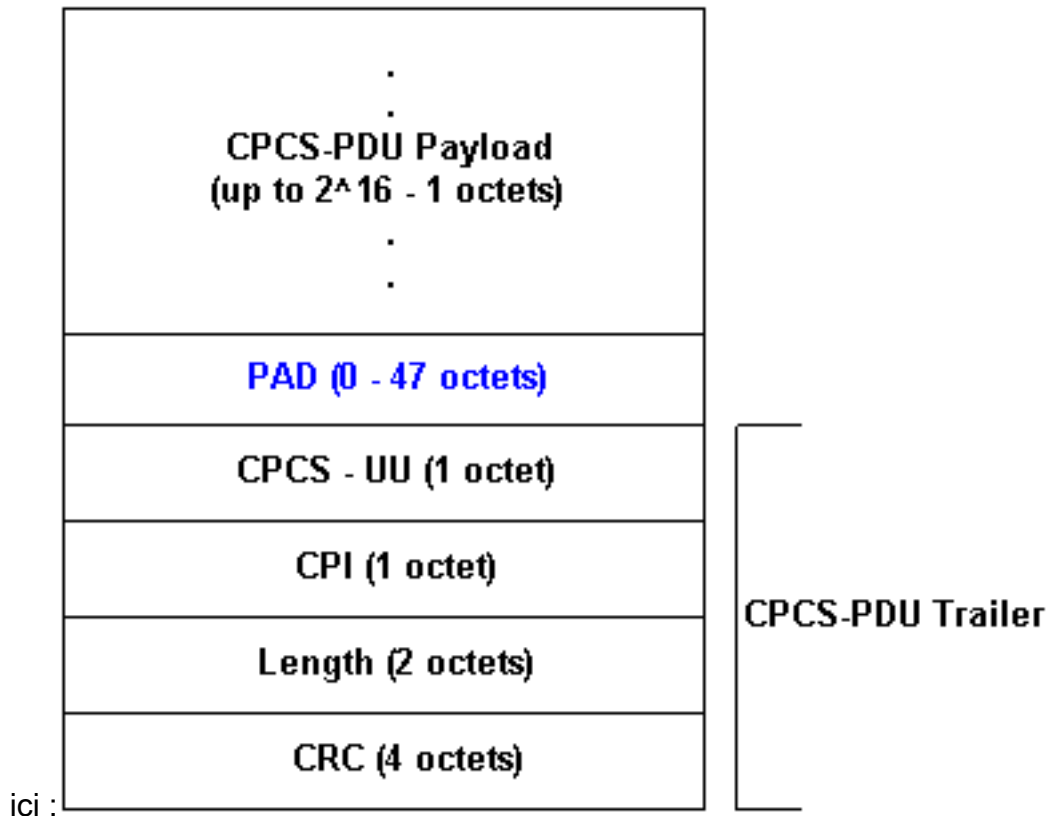 CPCS-PDU Payload
(up to 2^16 - 1 octets)
PAD (0 - 47 octets)
CPCS - UU (1 octet)
CPI (1 octet)
Length (2 octets)
CRC (4 octets)
CPCS-PDU Trailer
ici :